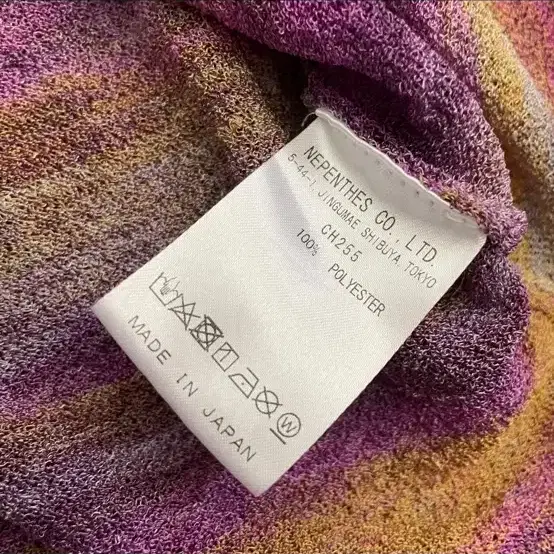 NEPENTHES CO, LTD.
5-44-1 JINGUMAE SHIBUYA TOKYO
CH255
100% POLYESTER
W
MADE IN JAPAN